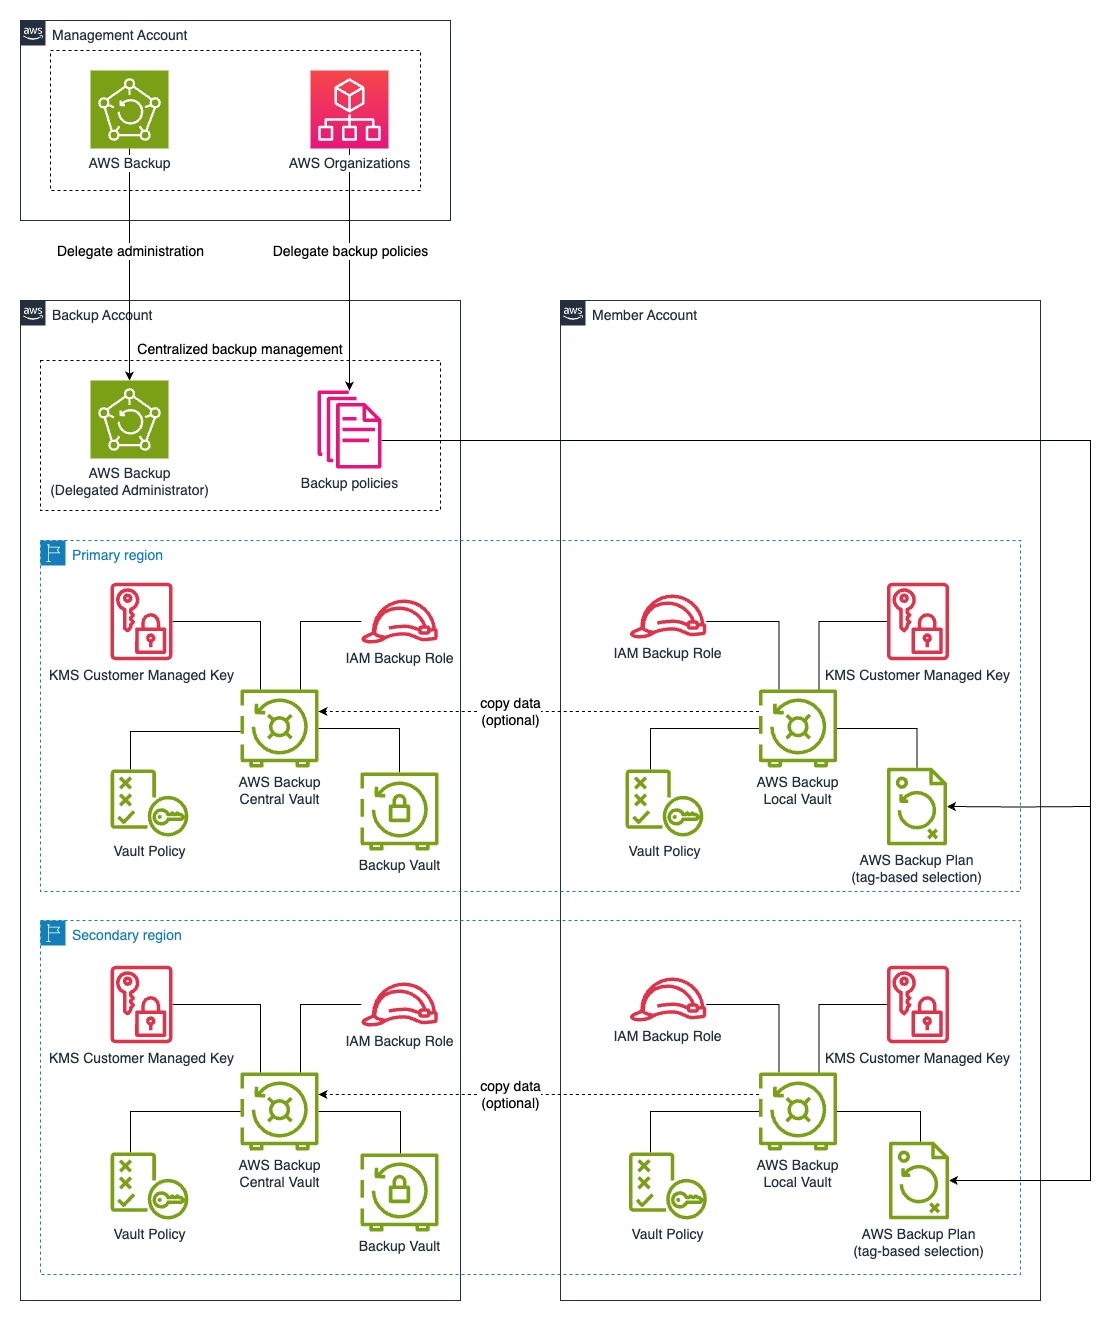 aws
Management Account
AWS Backup
AWS Organizations
Delegate administration
Delegate backup policies
aws
Backup Account
aws
Member Account
Centralized backup management
AWS Backup
(Delegated Administrator)
Backup policies
Primary region
KMS Customer Managed Key
IAM Backup Role
IAM Backup Role
KMS Customer Managed Key
copy data
(optional)
AWS Backup
Central Vault
AWS Backup
Local Vault
Vault Policy
Backup Vault
Vault Policy
AWS Backup Plan
(tag-based selection)
Secondary region
KMS Customer Managed Key
IAM Backup Role
IAM Backup Role
KMS Customer Managed Key
copy data
(optional)
AWS Backup
Central Vault
AWS Backup
Local Vault
Vault Policy
Backup Vault
Vault Policy
AWS Backup Plan
(tag-based selection)